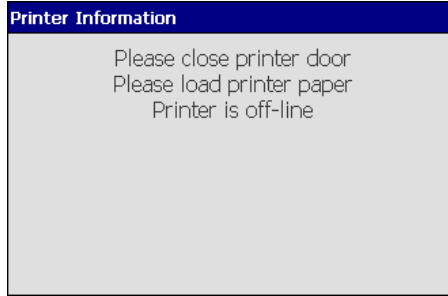 Printer Information
Please close printer door
Please load printer paper
Printer is off-line